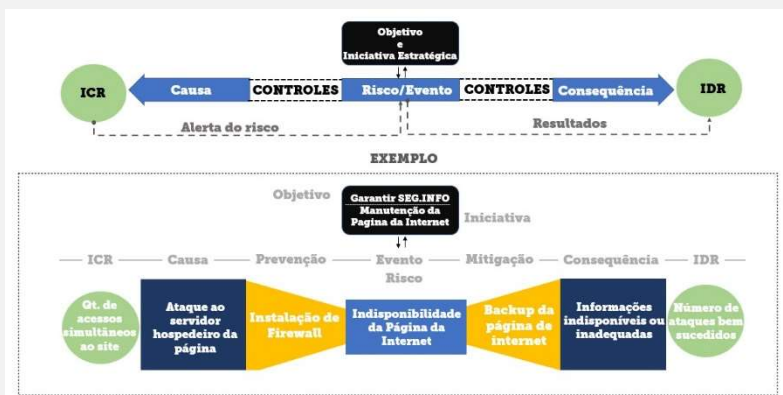 Objetivo
e
Iniciativa Estratégica
ICR
Causa
CONTROLES
Risco/Evento
CONTROLES
Consequência
IDR
Alerta do risco
Resultados
EXEMPLO
Objetivo
Garantir SEG.INFO
Manutenção da
Pagina da Internet
Iniciativa
ICR
Causa
Prevenção
Evento
Risco
Mitigação
Consequência
IDR
Qt. de
acessos
simultâneos
ao site
Ataque ao
servidor
hospedeiro da
página
Instalação de
Firewall
Indisponibilidade
da Página da
Internet
Backup da
página de
internet
Informações
indisponíveis ou
inadequadas
Número de
ataques bem
sucedidos